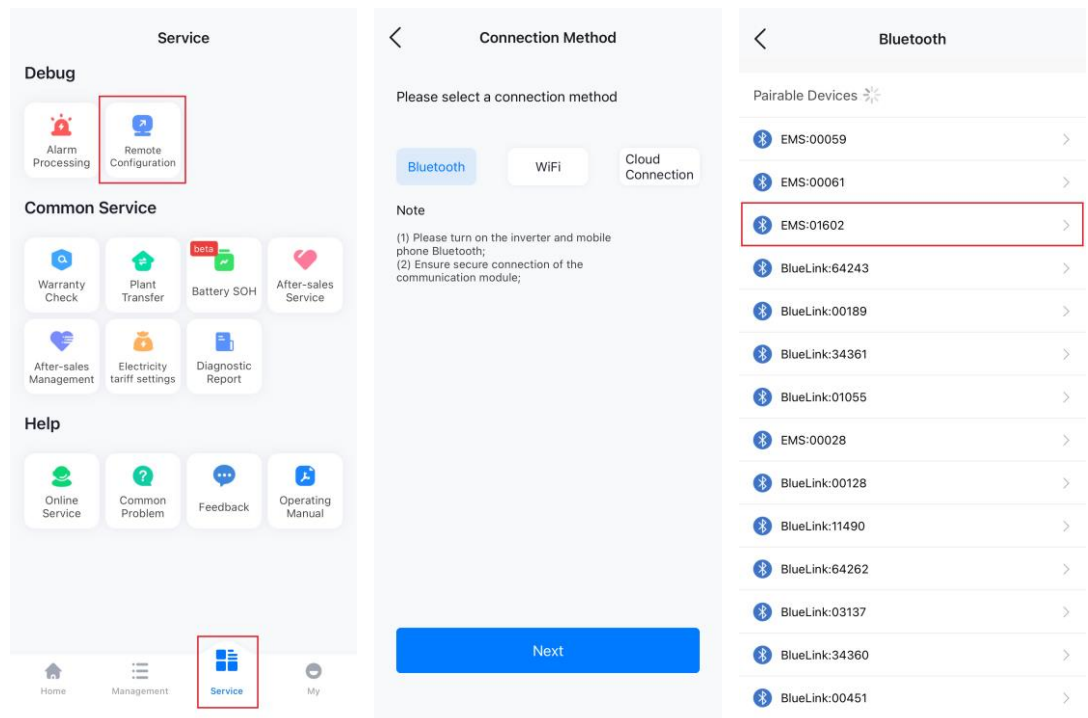 Service
Debug
Alarm
Processing
Remote
Configuration
Common Service
Warranty
Check
Plant
Transfer
beta
Battery SOH
After-sales
Service
After-sales
Management
Electricity
tariff settings
Diagnostic
Report
Help
Online
Service
Common
Problem
Feedback
Operating
Manual
Home
Management
Service
My
Connection Method
Please select a connection method
Bluetooth
WiFi
Cloud
Connection
Note
(1) Please turn on the inverter and mobile
phone Bluetooth;
(2) Ensure secure connection of the
communication module;
Next
Bluetooth
Pairable Devices
EMS:00059
EMS:00061
EMS:01602
BlueLink:64243
BlueLink:00189
BlueLink:34361
BlueLink:01055
EMS:00028
BlueLink:00128
BlueLink:11490
BlueLink:64262
BlueLink:03137
BlueLink:34360
BlueLink:00451